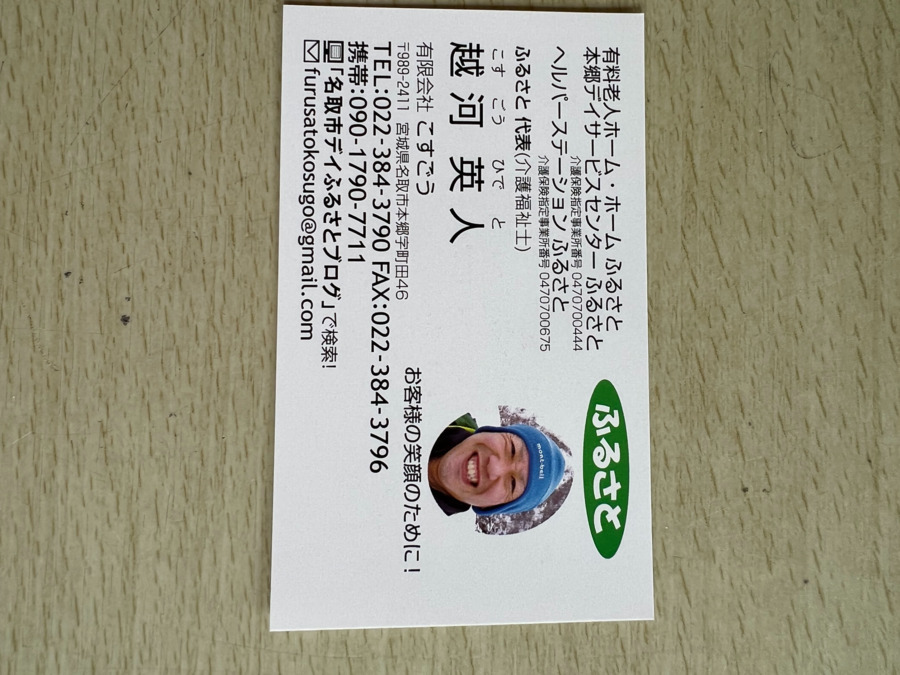 有料老人ホーム・ホーム ふるさと
本郷デイサービスセンター ふるさと
介護保険指定事業所番号 0470700444
ヘルパーステーション ふるさと
介護保険指定事業所番号 0470700675
ふるさと
ふるさと 代表(介護福祉士)
こす ごう ひで と
越河 英人
mont-bell
お客様の笑顔のために!
有限会社 こすごう
〒989-2411 宮城県名取市本郷字町田46
TEL:022-384-3790 FAX:022-384-3796
携帯:090-1790-7711
「名取市デイふるさとブログ」で検索!
furusatokosugo@gmail.com